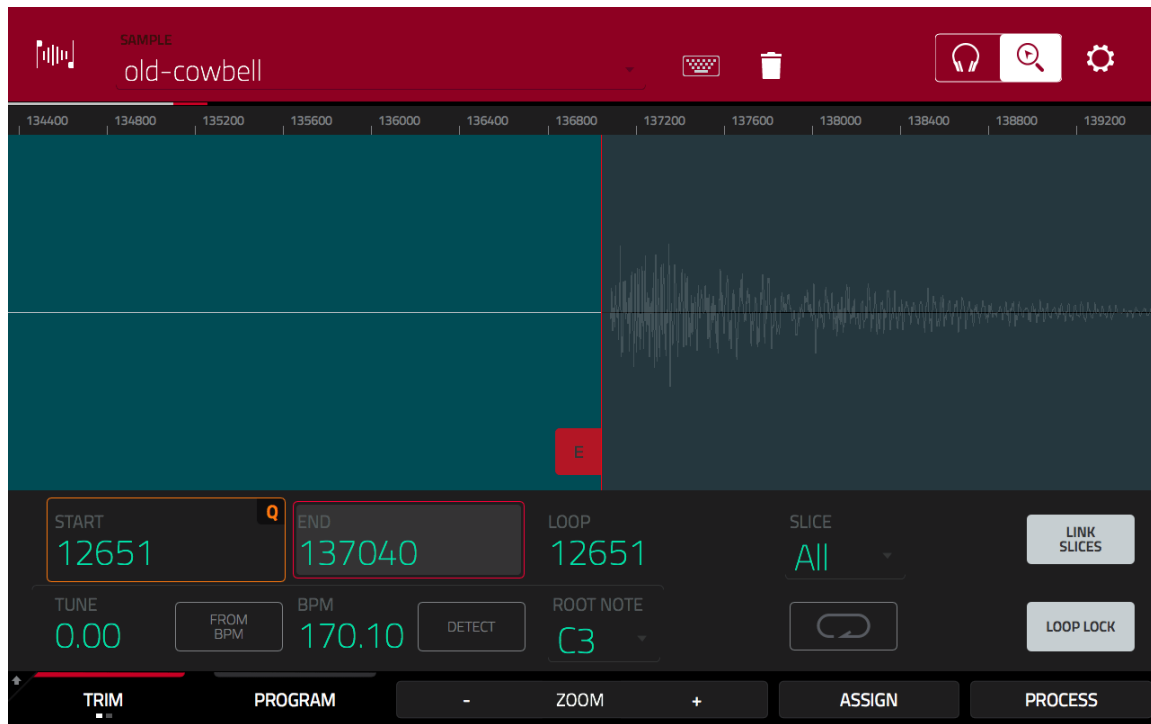 SAMPLE
old-cowbell
134400 134800 135200 135600 136000 136400 136800 137200 137600 138000 138400 138800 139200
E
START Q END LOOP SLICE LINK SLICES
12651 137040 12651 All
TUNE FROM BPM BPM DETECT ROOT NOTE LOOP LOCK
0.00 170.10 C3
TRIM PROGRAM - ZOOM + ASSIGN PROCESS